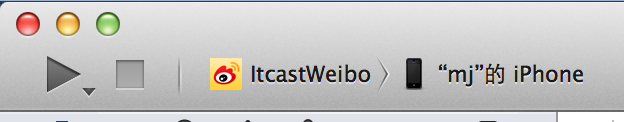 ItcastWeibo 〉 “mj”的 iPhone